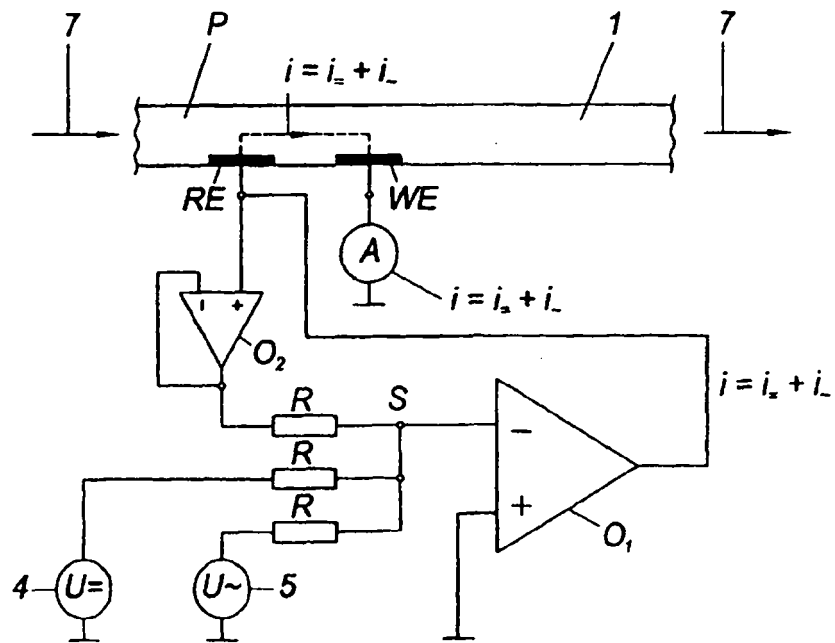 7
P
1
7
i = i₌ + i~
RE
WE
A
i = i₌ + i~
-
+
O₂
i = i₌ + i~
R
S
R
R
-
+
O₁
4
U=
U~
5